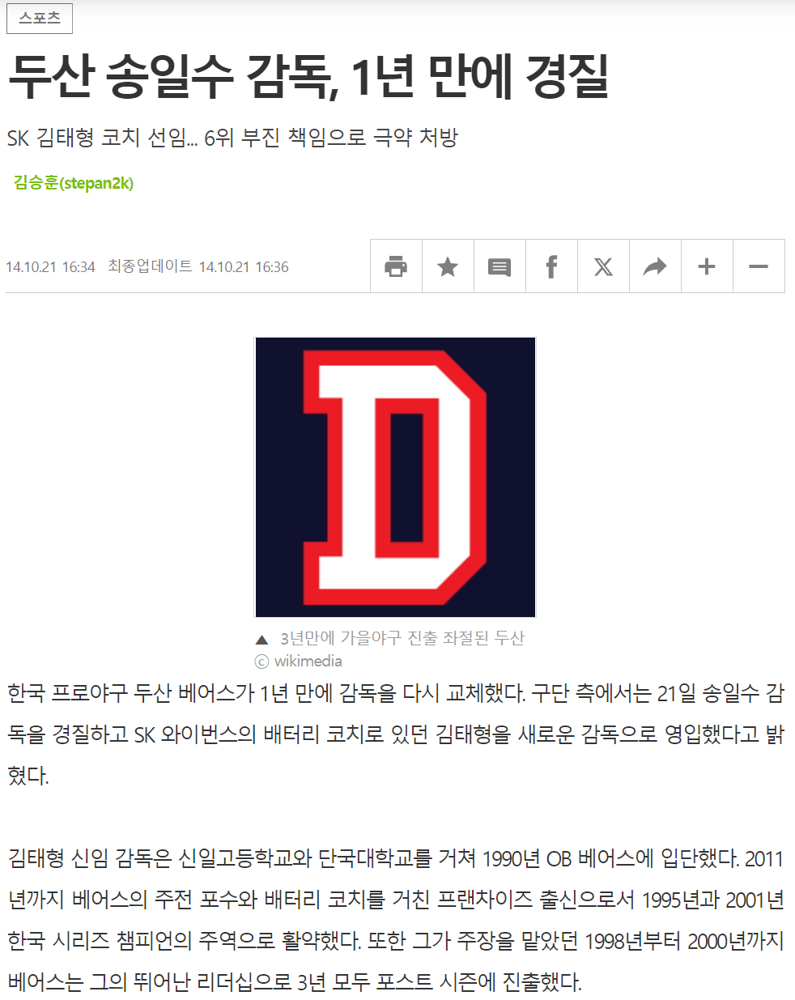 스포츠
두산 송일수 감독, 1년 만에 경질
SK 김태형 코치 선임... 6위 부진 책임으로 극약 처방
김승훈(stepan2k)
14.10.21 16:34 최종업데이트 14.10.21 16:36
D
▲ 3년만에 가을야구 진출 좌절된 두산
ⓒ wikimedia
한국 프로야구 두산 베어스가 1년 만에 감독을 다시 교체했다. 구단 측에서는 21일 송일수 감
독을 경질하고 SK 와이번스의 배터리 코치로 있던 김태형을 새로운 감독으로 영입했다고 밝
혔다.
김태형 신임 감독은 신일고등학교와 단국대학교를 거쳐 1990년 OB 베어스에 입단했다. 2011
년까지 베어스의 주전 포수와 배터리 코치를 거친 프랜차이즈 출신으로서 1995년과 2001년
한국 시리즈 챔피언의 주역으로 활약했다. 또한 그가 주장을 맡았던 1998년부터 2000년까지
베어스는 그의 뛰어난 리더십으로 3년 모두 포스트 시즌에 진출했다.